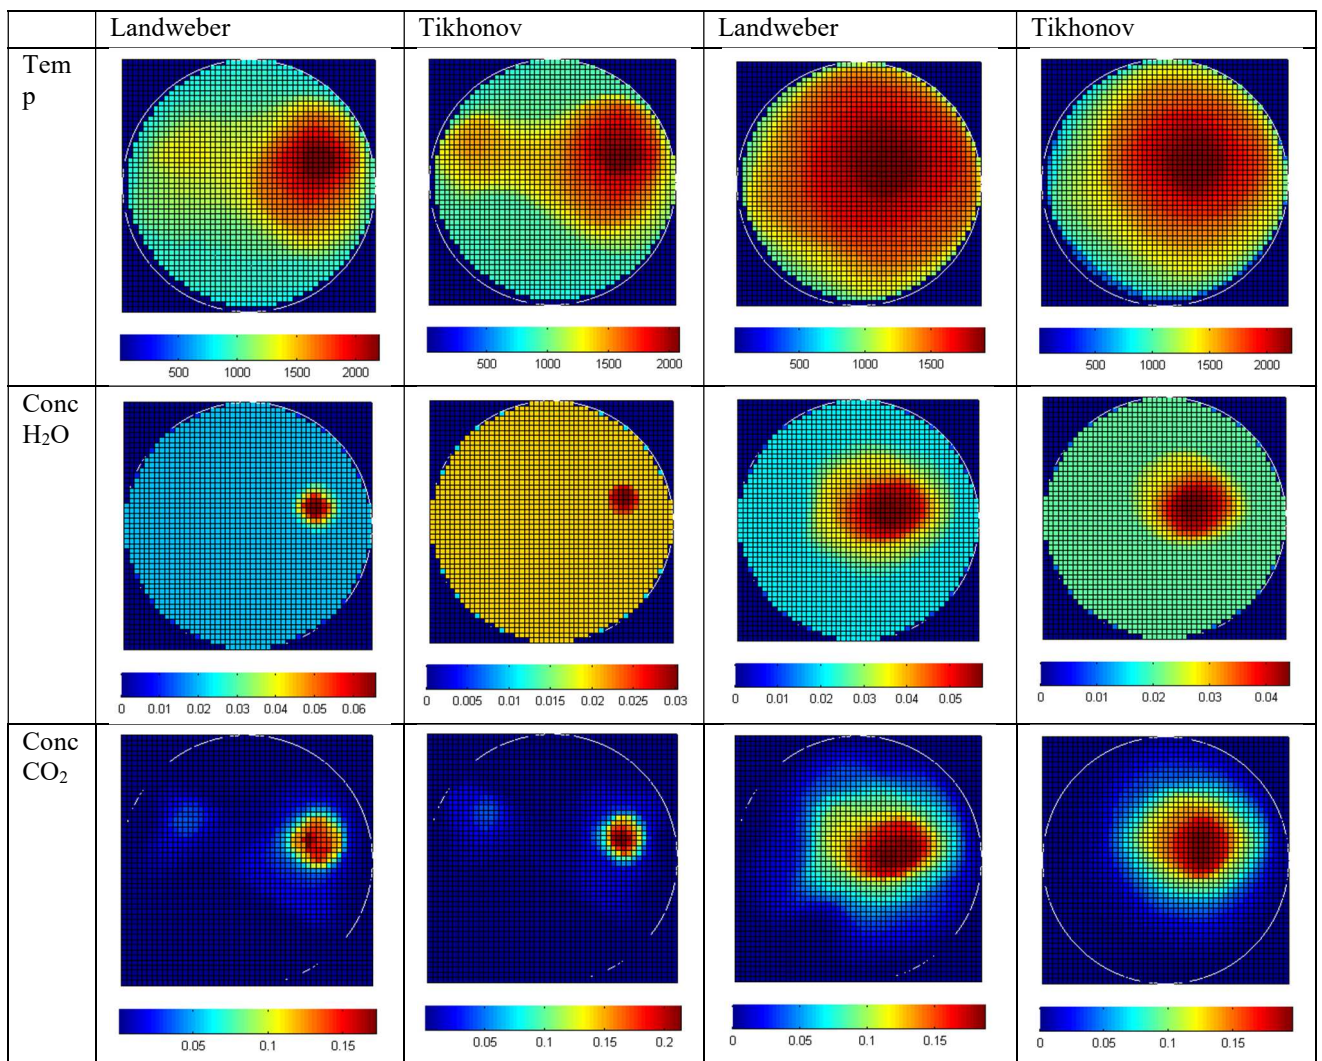 Landweber Tikhonov Landweber Tikhonov
Tem
p
500 1000 1500 2000
500 1000 1500 2000
500 1000 1500
500 1000 1500 2000
Conc
H₂O
0 0.01 0.02 0.03 0.04 0.05 0.06
0 0.005 0.01 0.015 0.02 0.025 0.03
0 0.01 0.02 0.03 0.04 0.05
0 0.01 0.02 0.03 0.04
Conc
CO₂
0.05 0.1 0.15
0.05 0.1 0.15 0.2
0 0.05 0.1 0.15
0 0.05 0.1 0.15